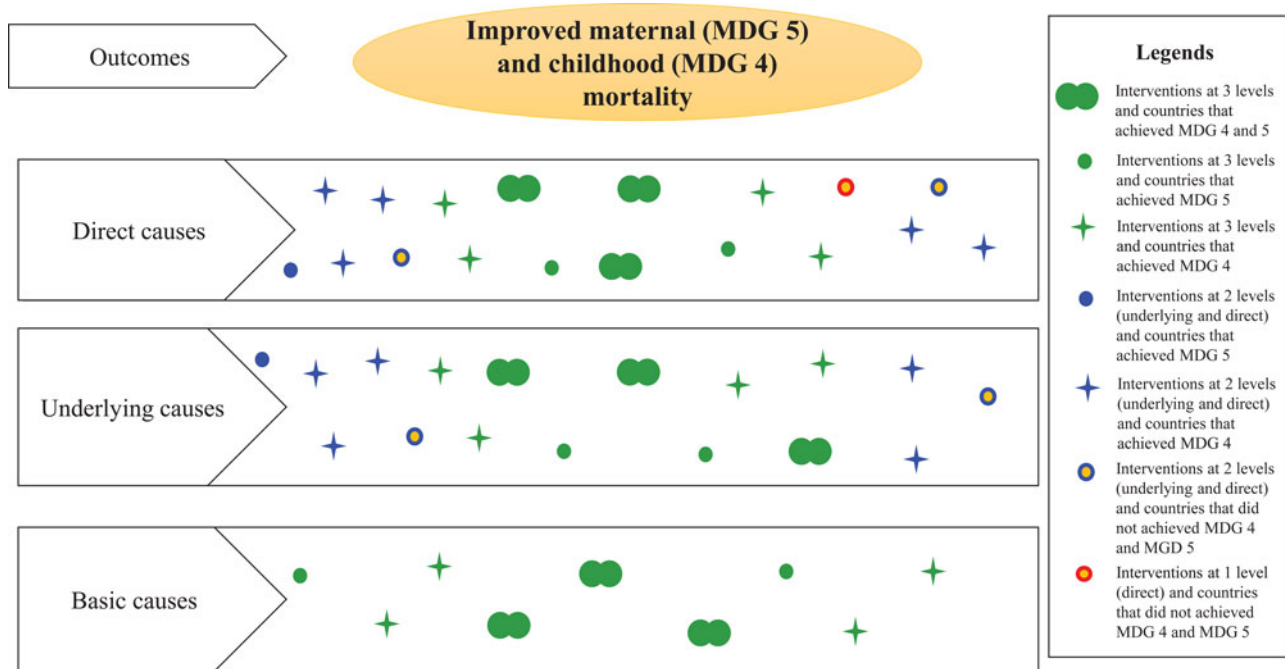 Outcomes
Improved maternal (MDG 5)
and childhood (MDG 4)
mortality
Direct causes
Underlying causes
Basic causes
Legends
Interventions at 3 levels
and countries that
achieved MDG 4 and 5
Interventions at 3 levels
and countries that
achieved MDG 5
Interventions at 3 levels
and countries that
achieved MDG 4
Interventions at 2 levels
(underlying and direct)
and countries that
achieved MDG 5
Interventions at 2 levels
(underlying and direct)
and countries that
achieved MDG 4
Interventions at 2 levels
(underlying and direct)
and countries that did
not achieved MDG 4
and MGD 5
Interventions at 1 level
(direct) and countries
that did not achieved
MDG 4 and MDG 5